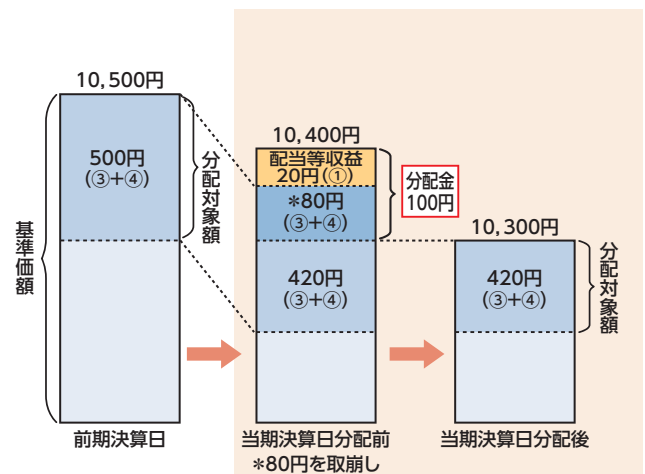 10,500円
500円
(③+④)
分配対象額
基準価額
前期決算日
10,400円
配当等収益
20円(①)
*80円
(③+④)
420円
(③+④)
分配金
100円
当期決算日分配前
*80円を取崩し
10,300円
420円
(③+④)
分配対象額
当期決算日分配後